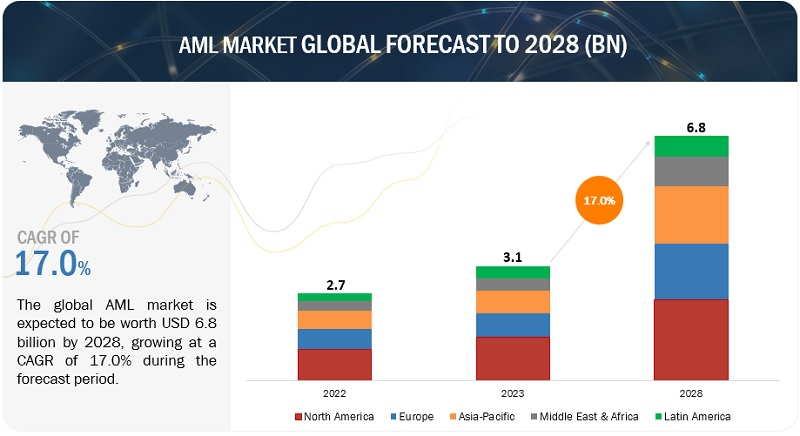 AML MARKET GLOBAL FORECAST TO 2028 (BN)
CAGR OF
17.0%
The global AML market is
expected to be worth USD 6.8
billion by 2028, growing at a
CAGR of 17.0% during the
forecast period.
2.7
3.1
17.0%
6.8
2022
2023
2028
North America
Europe
Asia-Pacific
Middle East & Africa
Latin America